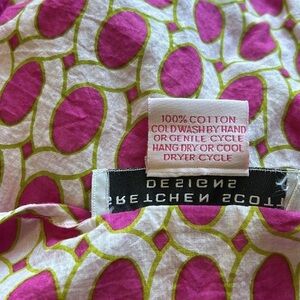 100% COTTON
COLD WASH BY HAND
OR GENTLE CYCLE
HANG DRY OR COOL
DRYER CYCLE
GRETCHEN SCOTT
DESIGNS